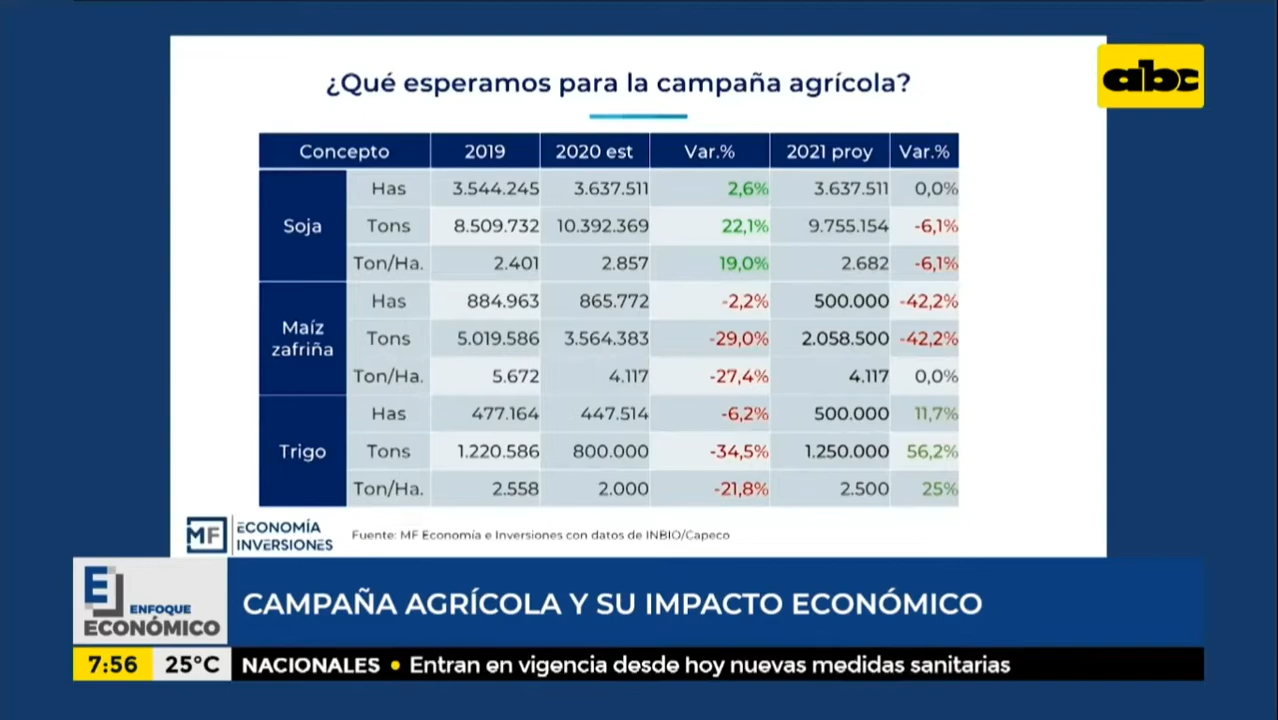 ¿Qué esperamos para la campaña agrícola?
abc
Concepto 2019 2020 est Var.% 2021 proy Var.%
Soja
Has 3.544.245 3.637.511 2,6% 3.637.511 0,0%
Tons 8.509.732 10.392.369 22,1% 9.755.154 -6,1%
Ton/Ha. 2.401 2.857 19,0% 2.682 -6,1%
Maíz
zafriña
Has 884.963 865.772 -2,2% 500.000 -42,2%
Tons 5.019.586 3.564.383 -29,0% 2.058.500 -42,2%
Ton/Ha. 5.672 4.117 -27,4% 4.117 0,0%
Trigo
Has 477.164 447.514 -6,2% 500.000 11,7%
Tons 1.220.586 800.000 -34,5% 1.250.000 56,2%
Ton/Ha. 2.558 2.000 -21,8% 2.500 25%
MF
ECONOMÍA
INVERSIONES
Fuente: MF Economía e Inversiones con datos de INBIO/Capeco
E
ENFOQUE
ECONÓMICO
CAMPAÑA AGRÍCOLA Y SU IMPACTO ECONÓMICO
7:56 25°C NACIONALES • Entran en vigencia desde hoy nuevas medidas sanitarias